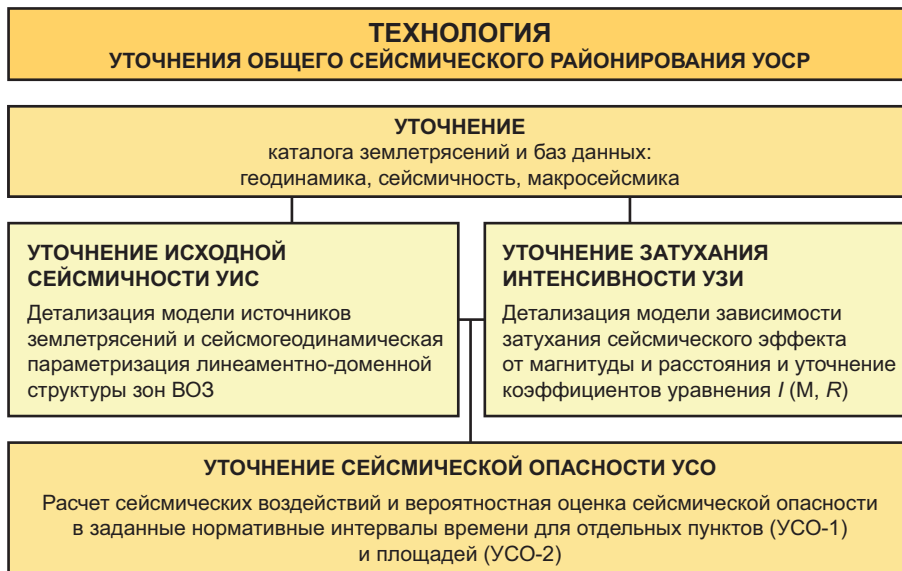 ТЕХНОЛОГИЯ
УТОЧНЕНИЯ ОБЩЕГО СЕЙСМИЧЕСКОГО РАЙОНИРОВАНИЯ УОСР
УТОЧНЕНИЕ
каталога землетрясений и баз данных:
геодинамика, сейсмичность, макросейсмика
УТОЧНЕНИЕ ИСХОДНОЙ
СЕЙСМИЧНОСТИ УИС
Детализация модели источников
землетрясений и сейсмогеодинамическая
параметризация линеаментно-доменной
структуры зон ВОЗ
УТОЧНЕНИЕ ЗАТУХАНИЯ
ИНТЕНСИВНОСТИ УЗИ
Детализация модели зависимости
затухания сейсмического эффекта
от магнитуды и расстояния и уточнение
коэффициентов уравнения I (M, R)
УТОЧНЕНИЕ СЕЙСМИЧЕСКОЙ ОПАСНОСТИ УСО
Расчет сейсмических воздействий и вероятностная оценка сейсмической опасности
в заданные нормативные интервалы времени для отдельных пунктов (УСО-1)
и площадей (УСО-2)